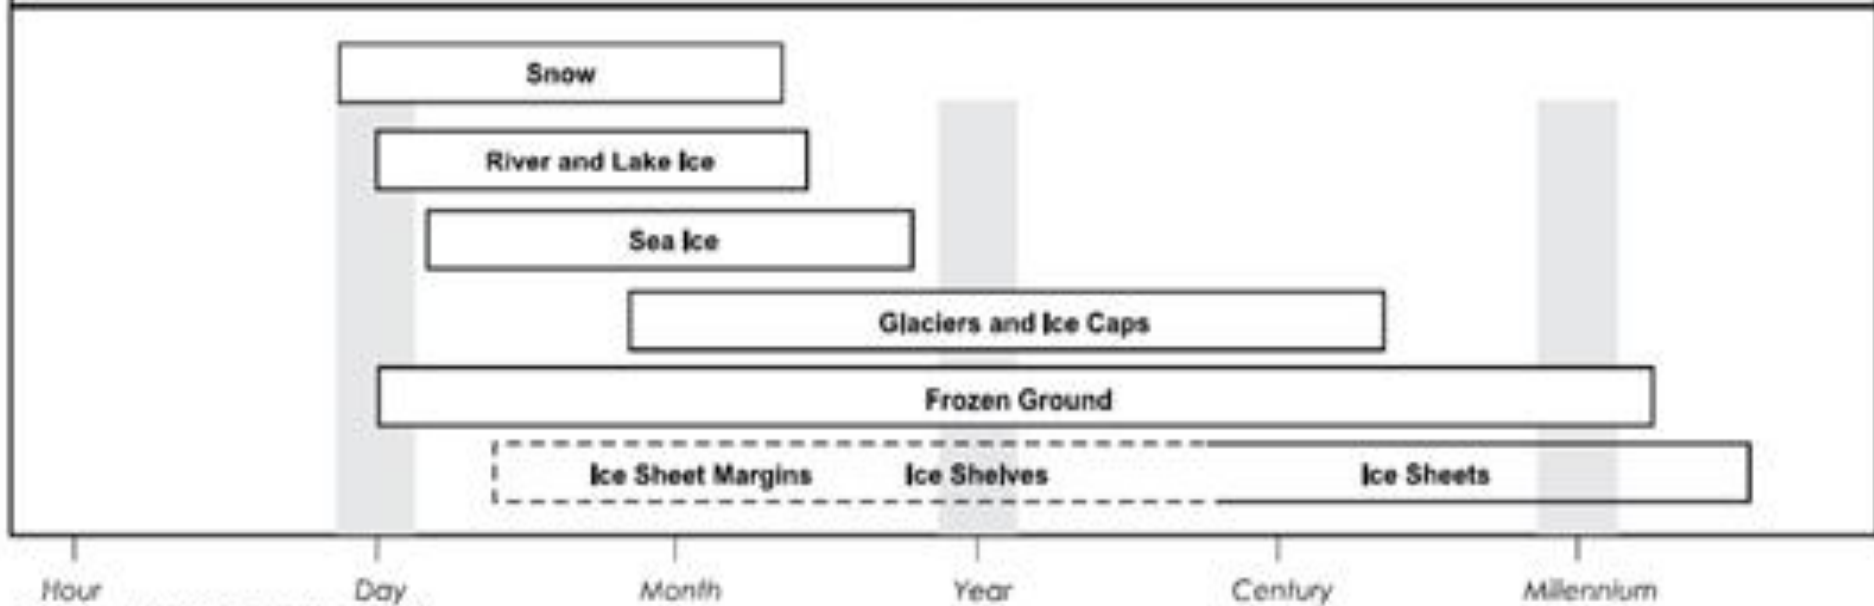 Snow
River and Lake Ice
Sea Ice
Glaciers and Ice Caps
Frozen Ground
Ice Sheet Margins Ice Shelves Ice Sheets
Hour Day Month Year Century Millennium